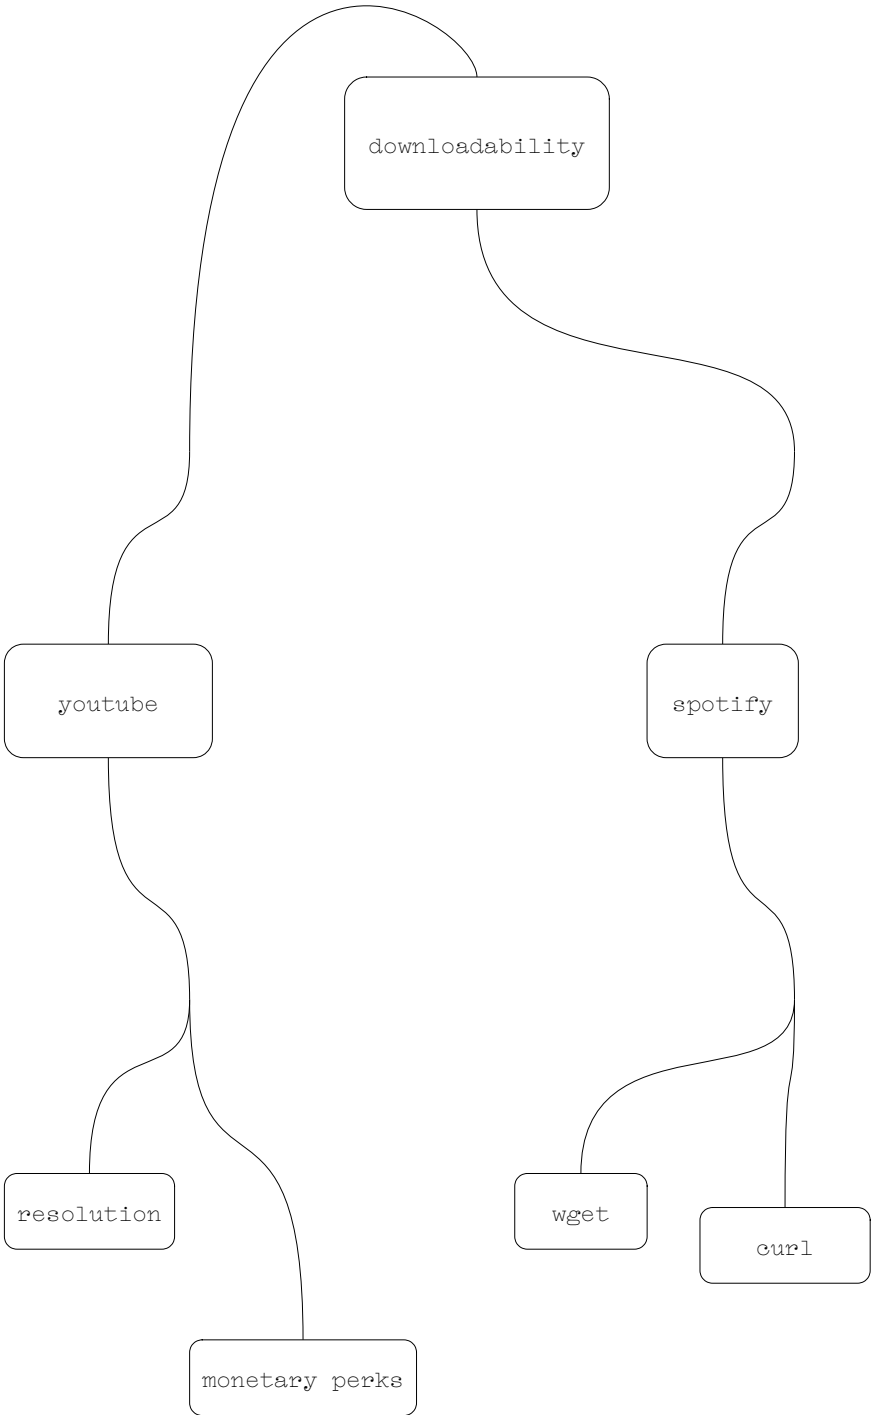 downloadability
youtube
spotify
resolution
wget
curl
monetary perks